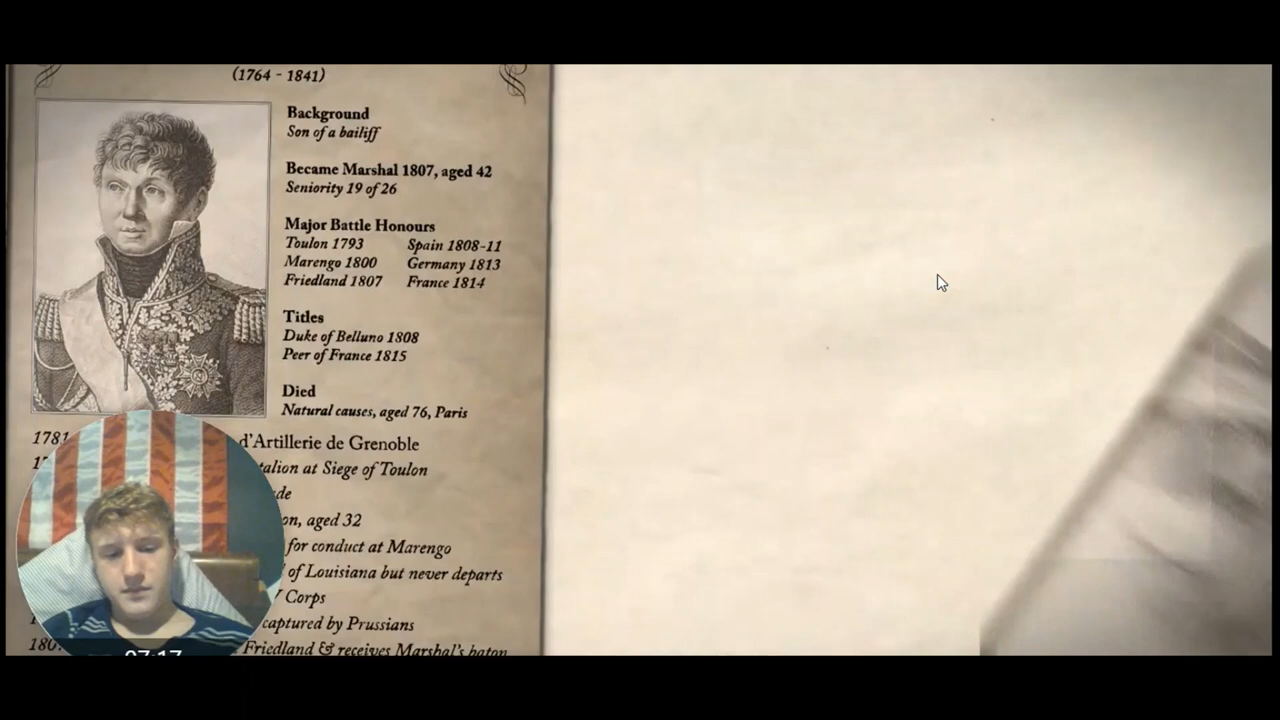 (1764 - 1841)
Background
Son of a bailiff
Became Marshal 1807, aged 42
Seniority 19 of 26
Major Battle Honours
Toulon 1793 Spain 1808-11
Marengo 1800 Germany 1813
Friedland 1807 France 1814
Titles
Duke of Belluno 1808
Peer of France 1815
Died
Natural causes, aged 76, Paris
1781 d'Artillerie de Grenoble
at Siege of Toulon
aged 32
for conduct at Marengo
of Louisiana but never departs
Corps
captured by Prussians
Friedland & receives Marshal's baton
07:17